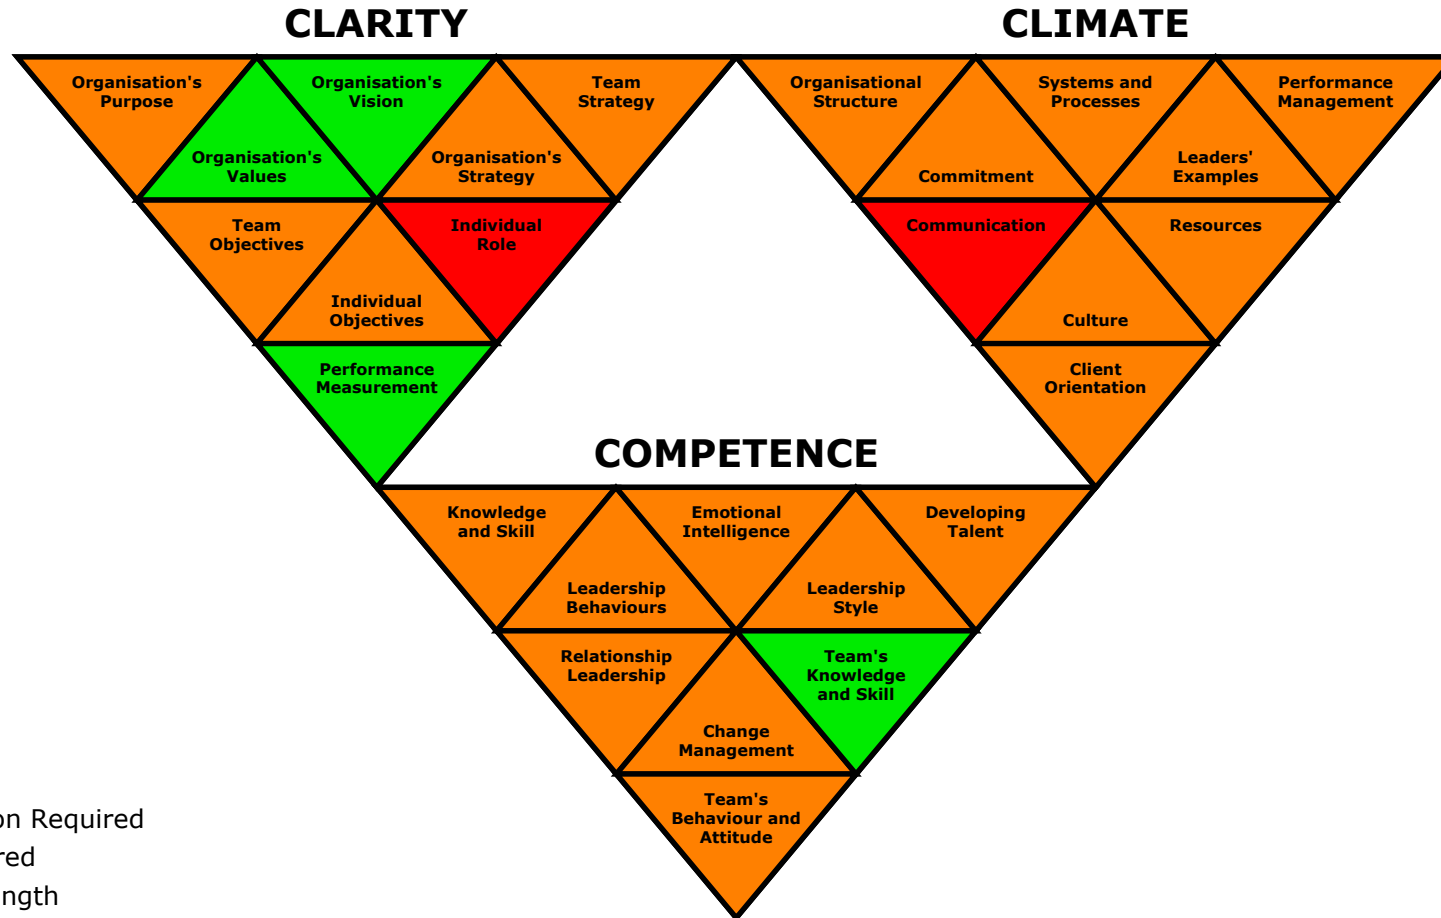 CLARITY
CLIMATE
Organisation's
Purpose
Organisation's
Values
Organisation's
Vision
Organisation's
Strategy
Team
Strategy
Team
Objectives
Individual
Objectives
Individual
Role
Performance
Measurement
Organisational
Structure
Commitment
Systems and
Processes
Leaders'
Examples
Performance
Management
Communication
Culture
Resources
Client
Orientation
COMPETENCE
Knowledge
and Skill
Leadership
Behaviours
Emotional
Intelligence
Leadership
Style
Developing
Talent
Relationship
Leadership
Change
Management
Team's
Knowledge
and Skill
Team's
Behaviour and
Attitude
on Required
red
ngth